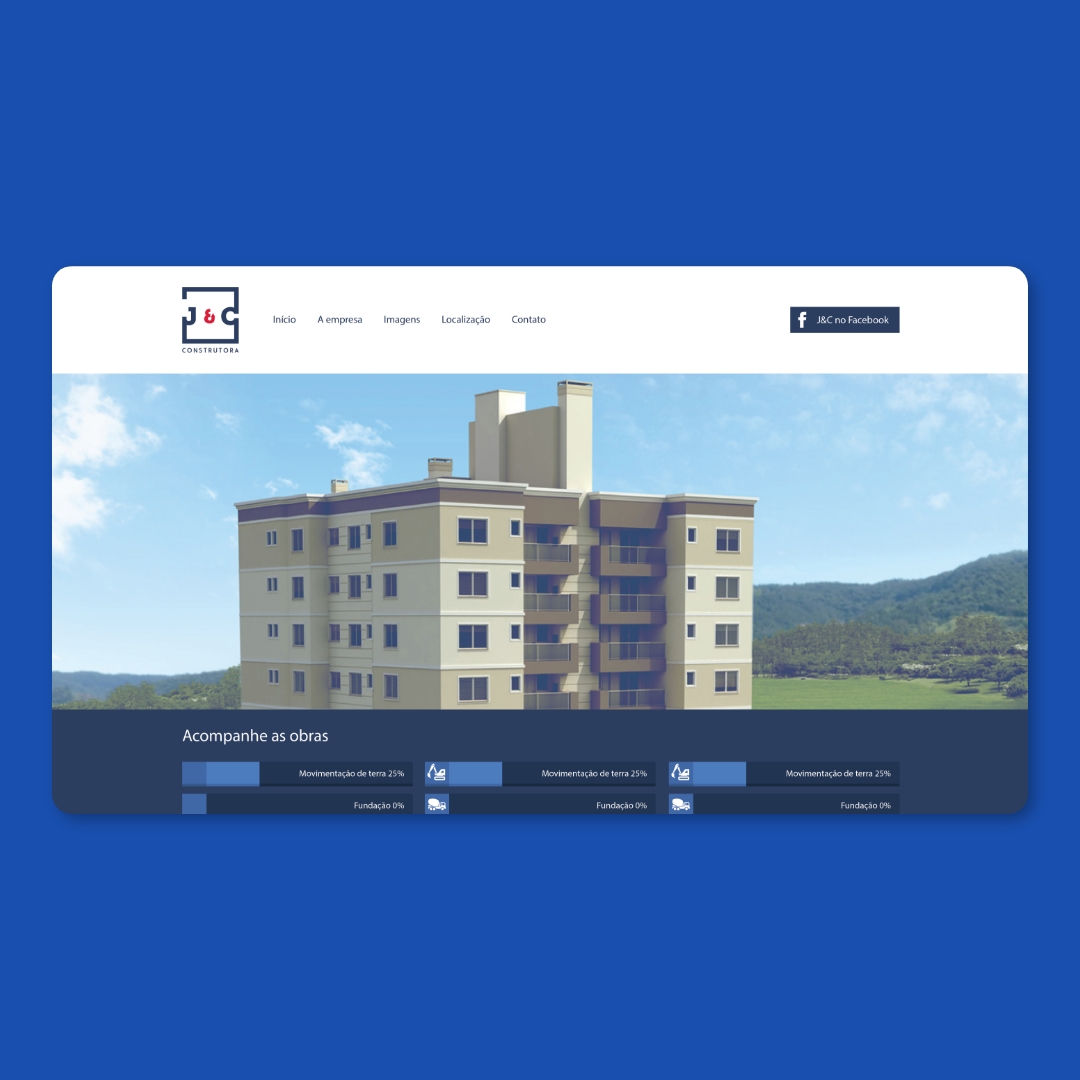 J & C
CONSTRUTORA
Início
A empresa
Imagens
Localização
Contato
J&C no Facebook
Acompanhe as obras
Movimentação de terra 25%
Movimentação de terra 25%
Movimentação de terra 25%
Fundação 0%
Fundação 0%
Fundação 0%